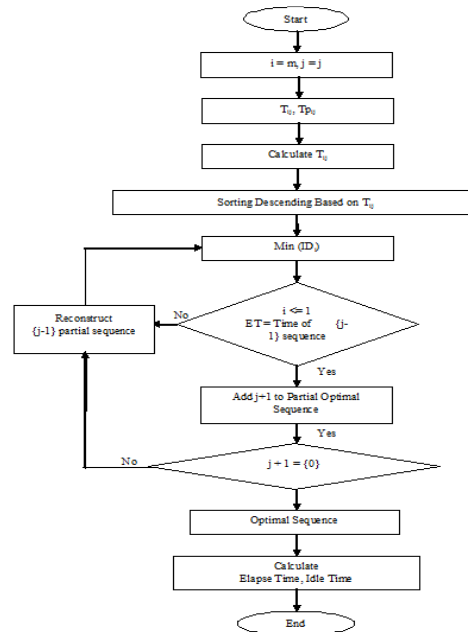 Start
i = m, j = j
Tij, Tpij
Calculate Tij
Sorting Descending Based on Tij
Min (IDi)
i <= 1
ET = Time of {j-
1} sequence
No
Reconstruct
{j-1} partial sequence
Yes
Add j+1 to Partial Optimal
Sequence
Yes
No
j + 1 = {0}
Optimal Sequence
Calculate
Elapse Time, Idle Time
End